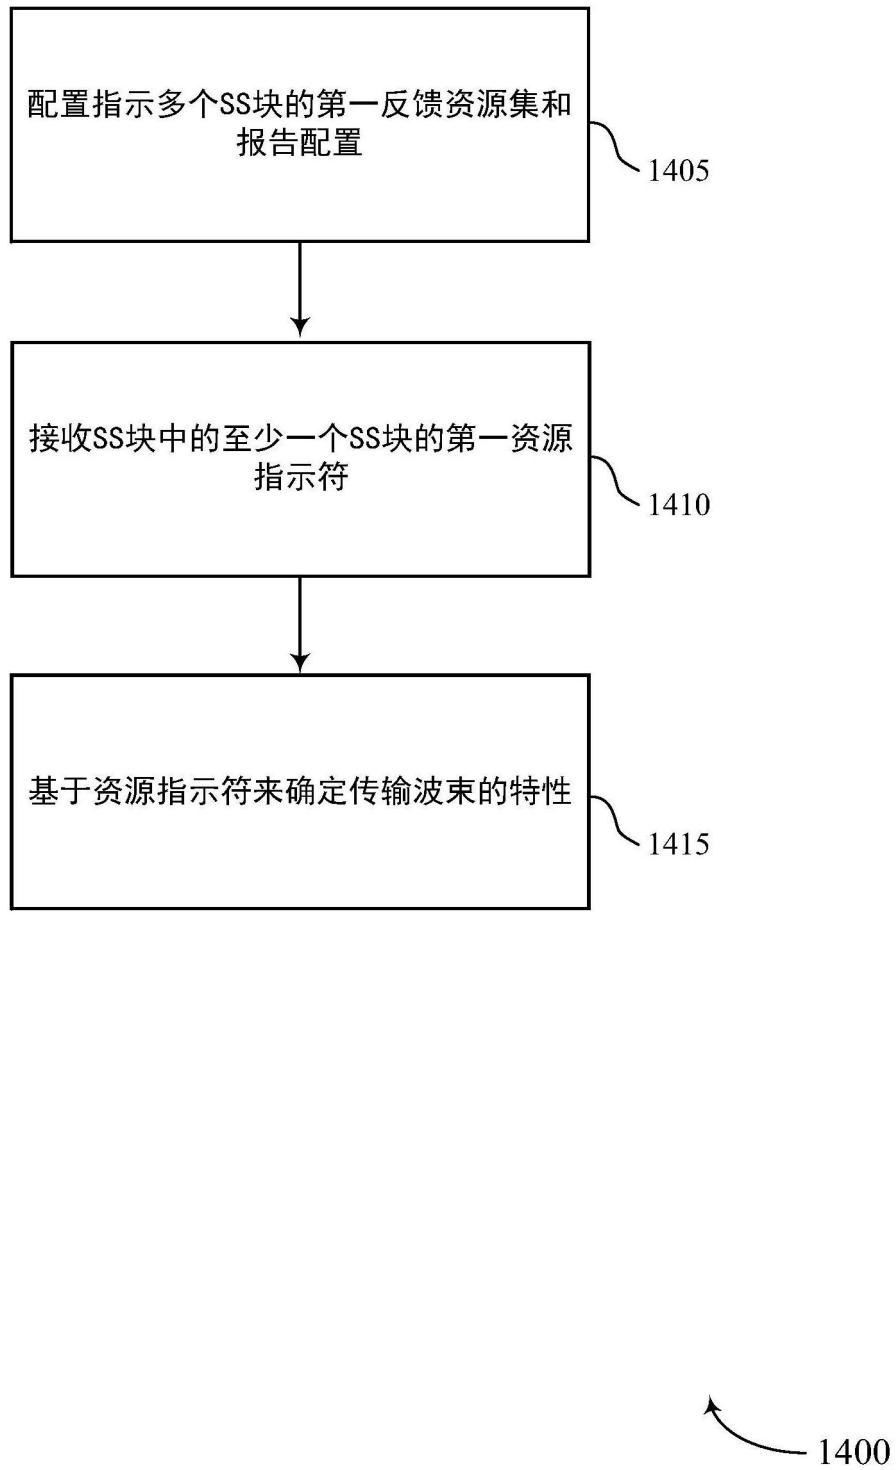 配置指示多个SS块的第一反馈资源集和
报告配置
1405
接收SS块中的至少一个SS块的第一资源
指示符
1410
基于资源指示符来确定传输波束的特性
1415
1400